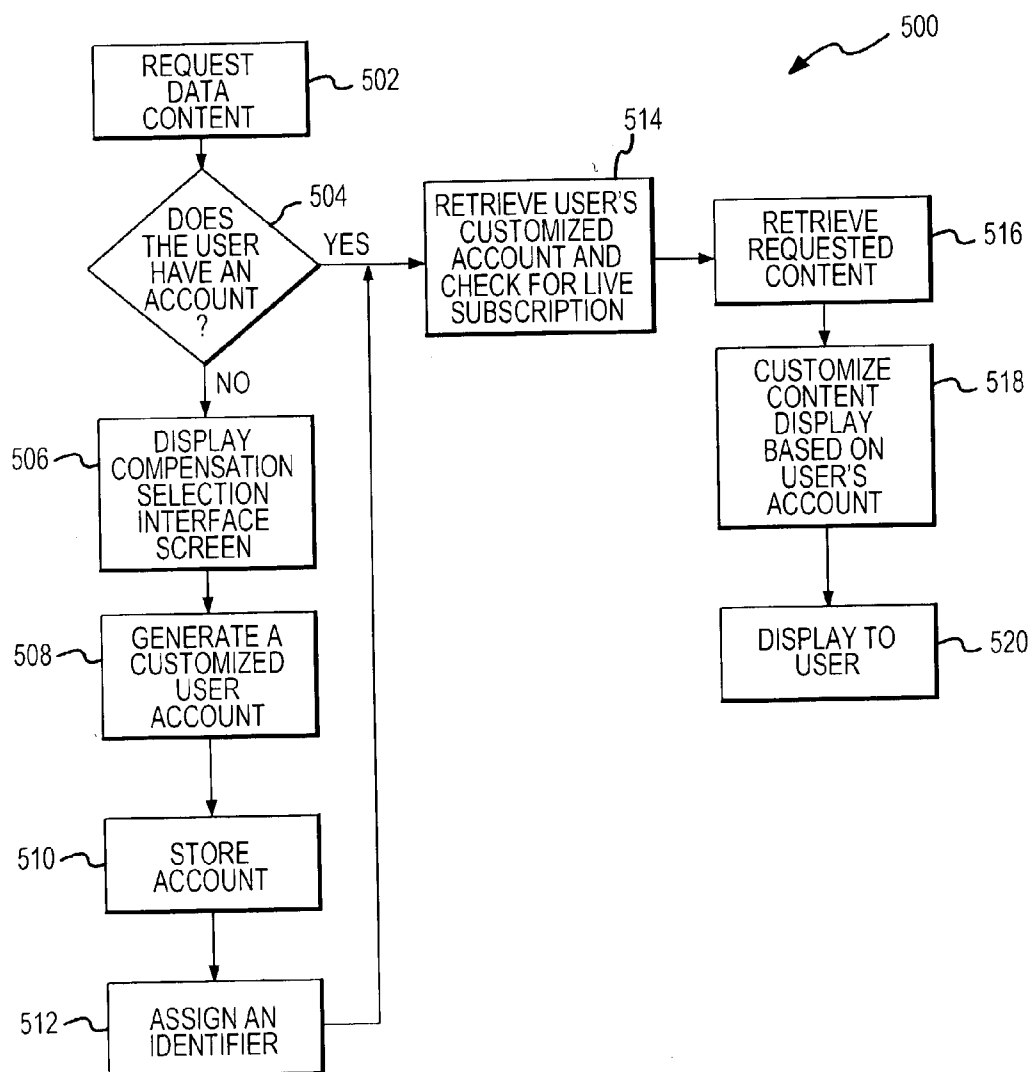 500
REQUEST
DATA
CONTENT
502
DOES
THE USER
HAVE AN
ACCOUNT
?
504
YES
NO
506
DISPLAY
COMPENSATION
SELECTION
INTERFACE
SCREEN
508
GENERATE A
CUSTOMIZED
USER
ACCOUNT
510
STORE
ACCOUNT
512
ASSIGN AN
IDENTIFIER
514
RETRIEVE USER'S
CUSTOMIZED
ACCOUNT AND
CHECK FOR LIVE
SUBSCRIPTION
RETRIEVE
REQUESTED
CONTENT
516
CUSTOMIZE
CONTENT
DISPLAY
BASED ON
USER'S
ACCOUNT
518
DISPLAY TO
USER
520